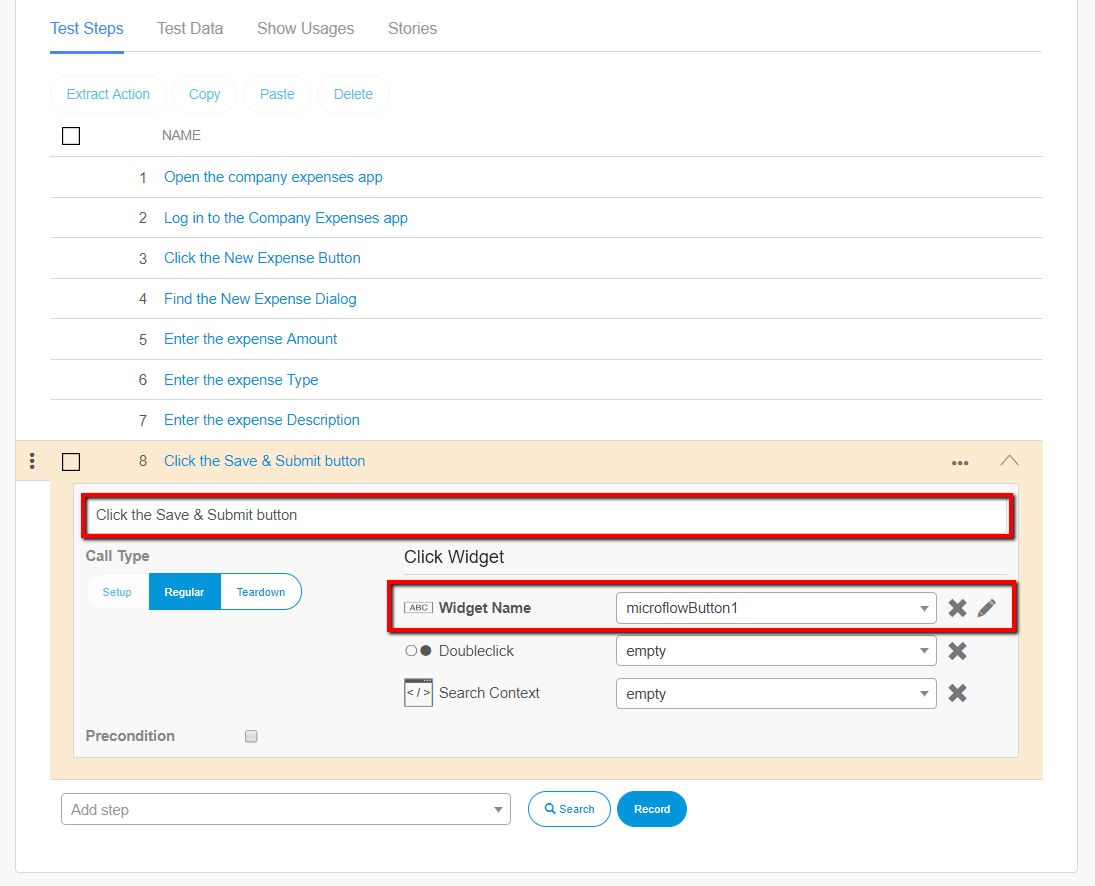 Test Steps Test Data Show Usages Stories
Extract Action Copy Paste Delete
NAME
1 Open the company expenses app
2 Log in to the Company Expenses app
3 Click the New Expense Button
4 Find the New Expense Dialog
5 Enter the expense Amount
6 Enter the expense Type
7 Enter the expense Description
8 Click the Save & Submit button
Click the Save & Submit button
Call Type Click Widget
Setup Regular Teardown
ABC Widget Name microflowButton1
Doubleclick empty
</> Search Context empty
Precondition
Add step Search Record